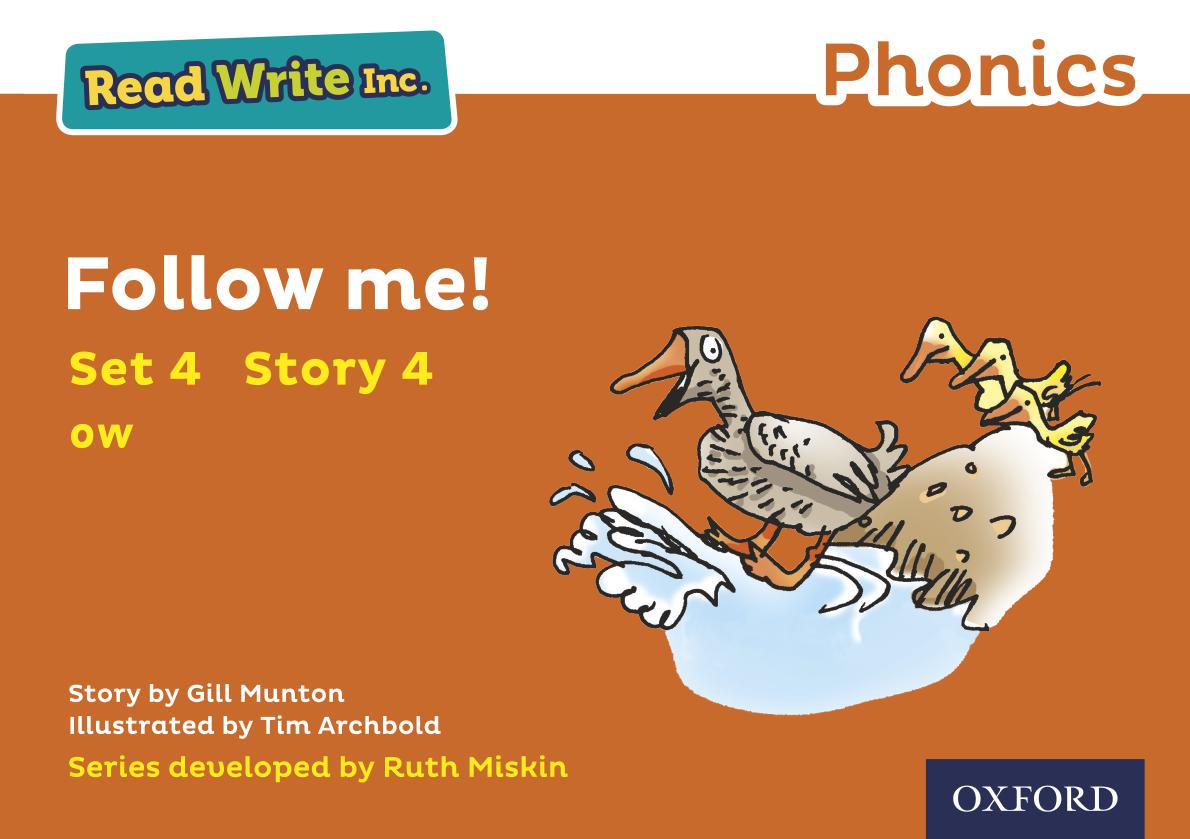 Read Write Inc.
Phonics
Follow me!
Set 4 Story 4
ow
Story by Gill Munton
Illustrated by Tim Archbold
Series developed by Ruth Miskin
OXFORD